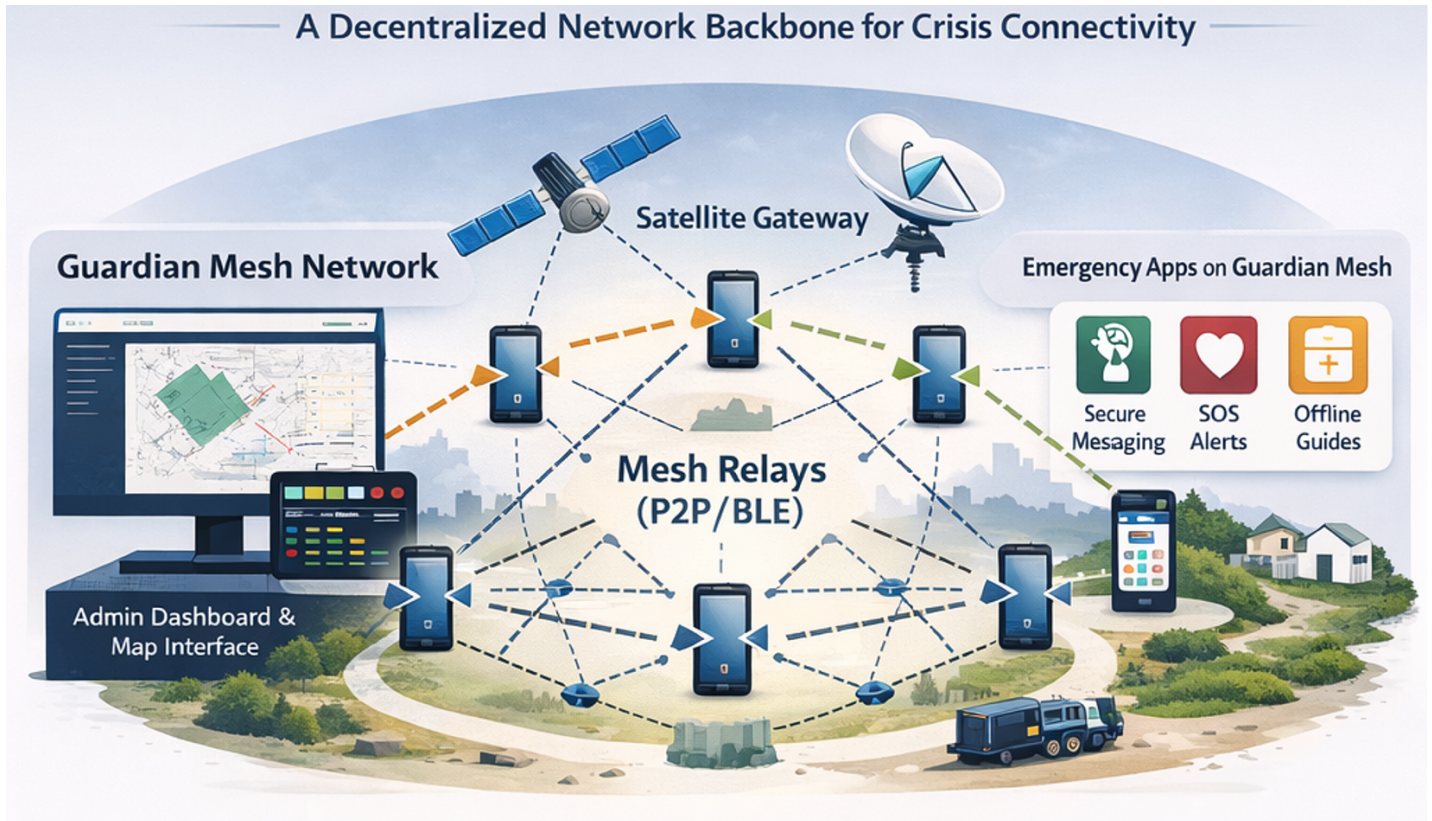 A Decentralized Network Backbone for Crisis Connectivity
Satellite Gateway
Guardian Mesh Network
Emergency Apps on Guardian Mesh
Secure
Mesaging
SOS
Alerts
Offline
Guides
Mesh Relays
(P2P/BLE)
Admin Dashboard &
Map Interface